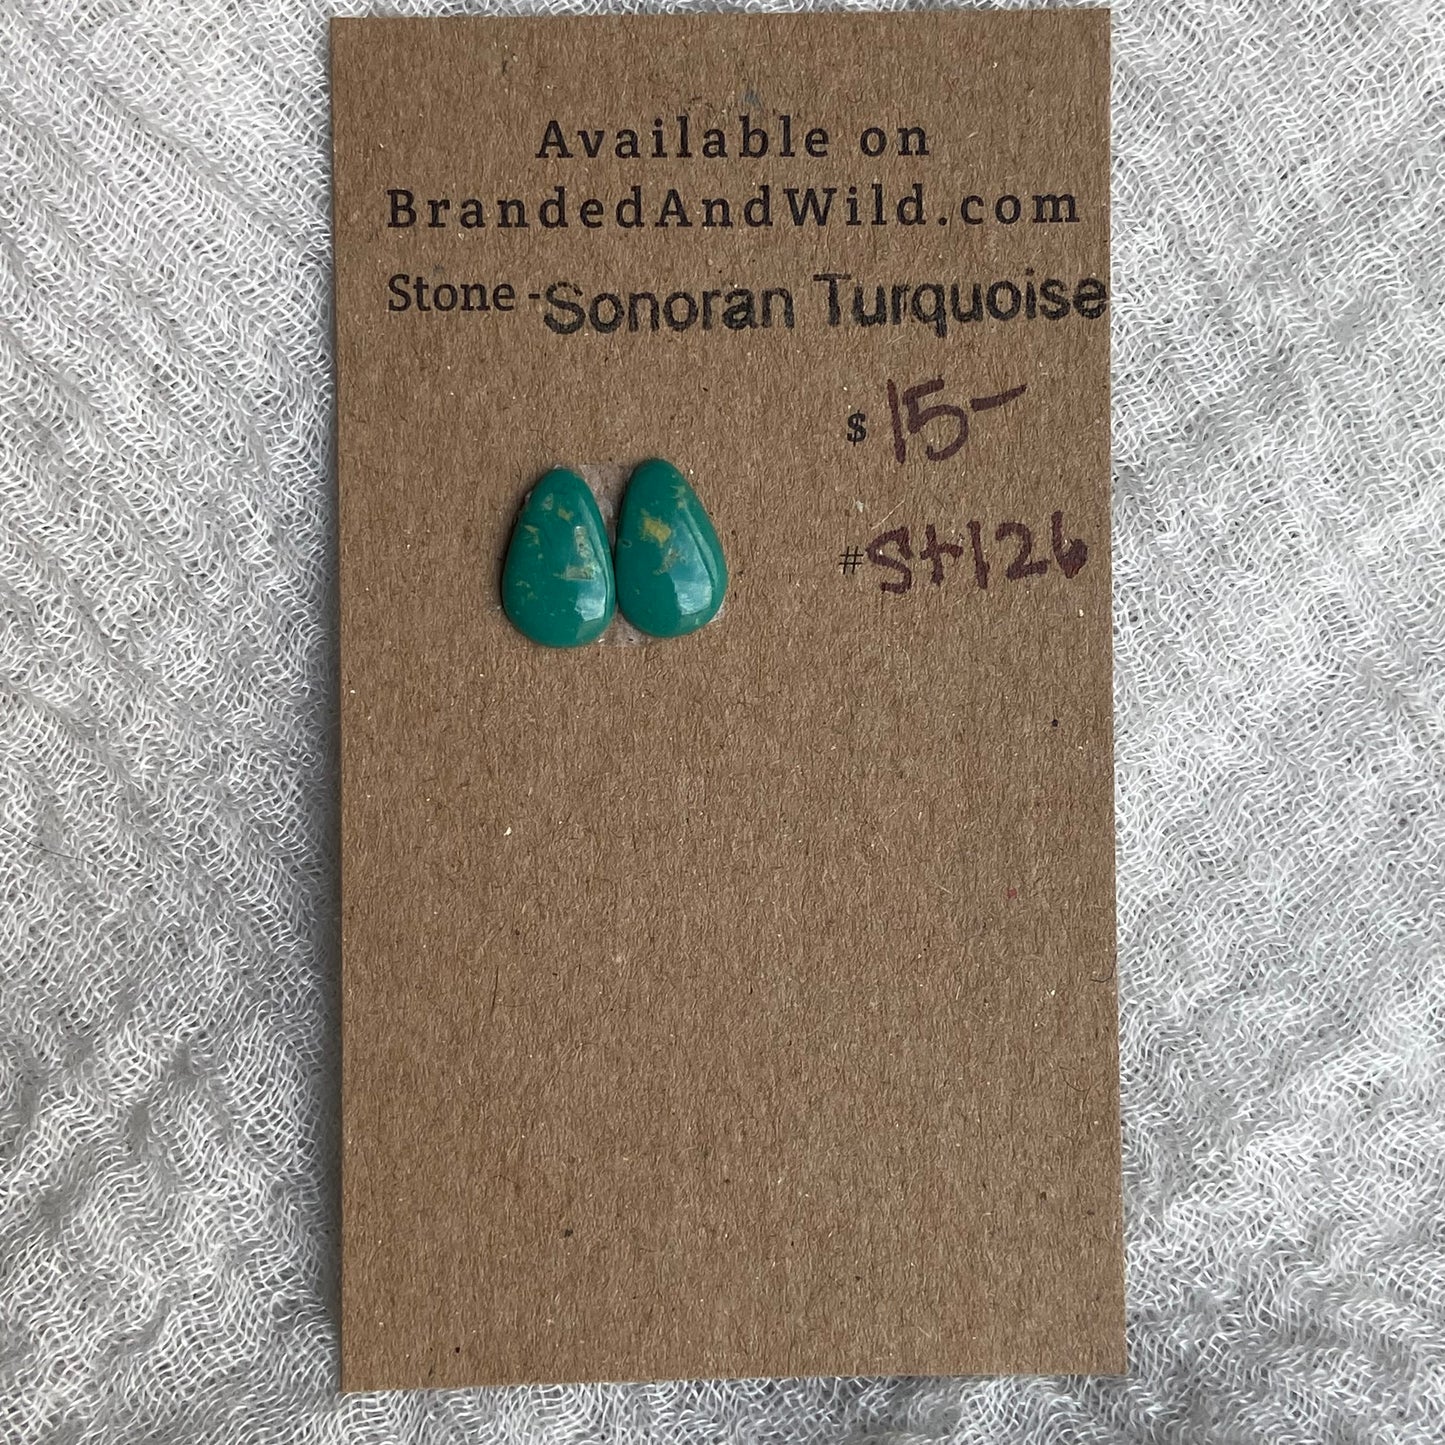 Available on
BrandedAndWild.com
Stone - Sonoran Turquoise
$ 15-
# St126